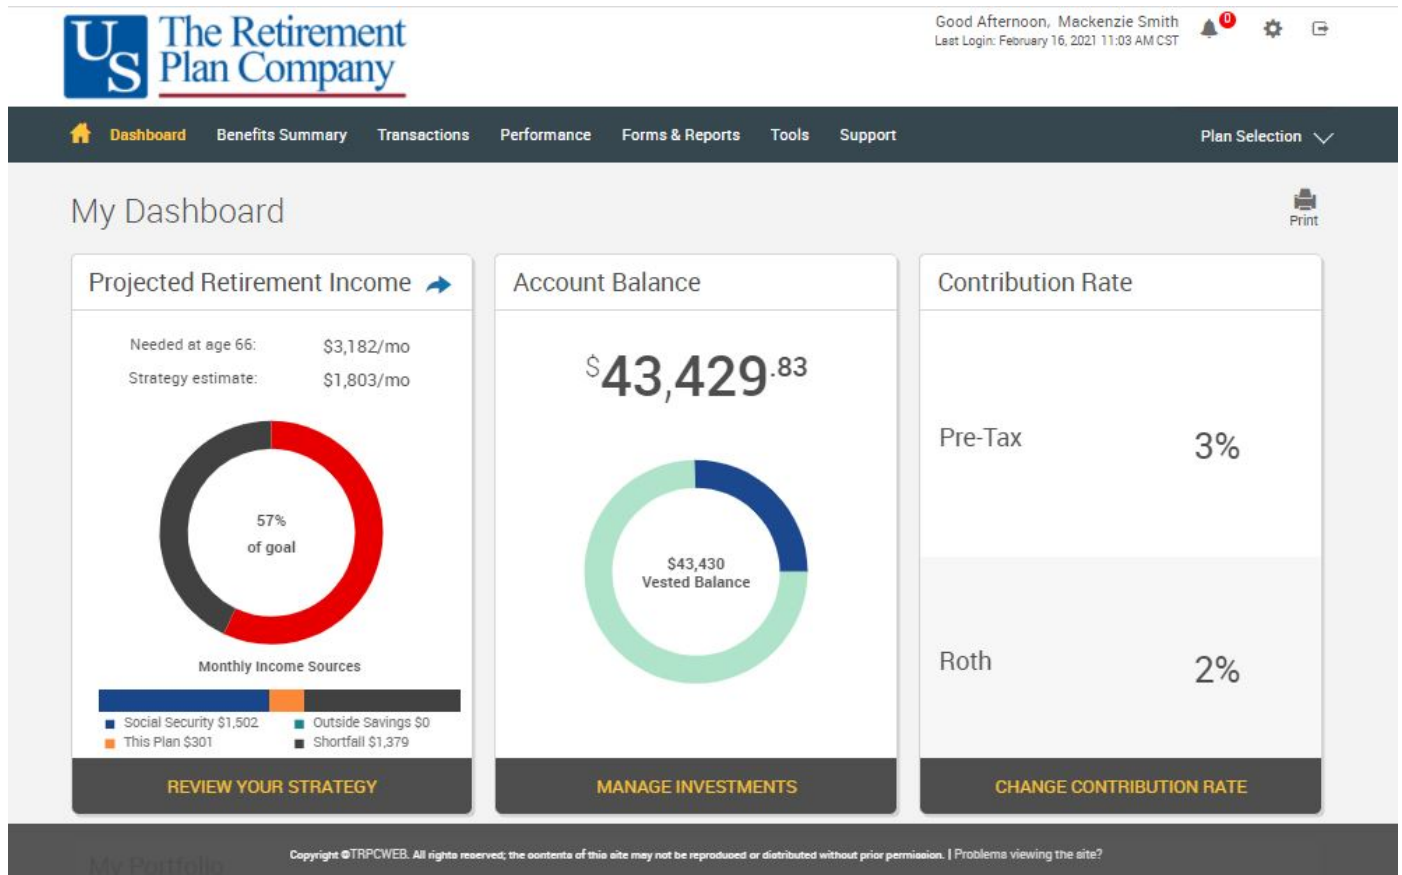 US The Retirement
Plan Company
Good Afternoon, Mackenzie Smith
Last Login: February 16, 2021 11:03 AM CST
0
Dashboard Benefits Summary Transactions Performance Forms & Reports Tools Support Plan Selection
My Dashboard
Print
Projected Retirement Income
Needed at age 66: $3,182/mo
Strategy estimate: $1,803/mo
57%
of goal
Monthly Income Sources
Social Security $1,502 Outside Savings $0
This Plan $301 Shortfall $1,379
REVIEW YOUR STRATEGY
Account Balance
$43,429.83
$43,430
Vested Balance
MANAGE INVESTMENTS
Contribution Rate
Pre-Tax 3%
Roth 2%
CHANGE CONTRIBUTION RATE
My Portfolio
Copyright ©TRPCWEB. All rights reserved; the contents of this site may not be reproduced or distributed without prior permission. | Problems viewing the site?